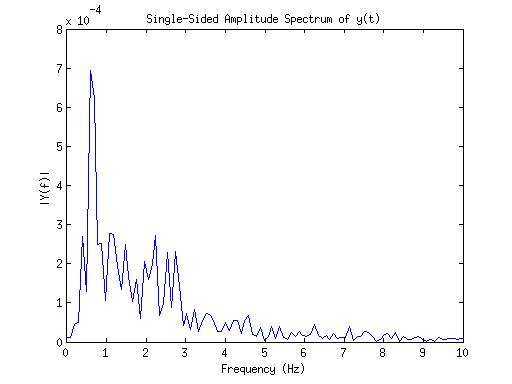 x 10^-4
Single-Sided Amplitude Spectrum of y(t)
8
7
6
5
4
3
2
1
0
|Y(f)|
0 1 2 3 4 5 6 7 8 9 10
Frequency (Hz)